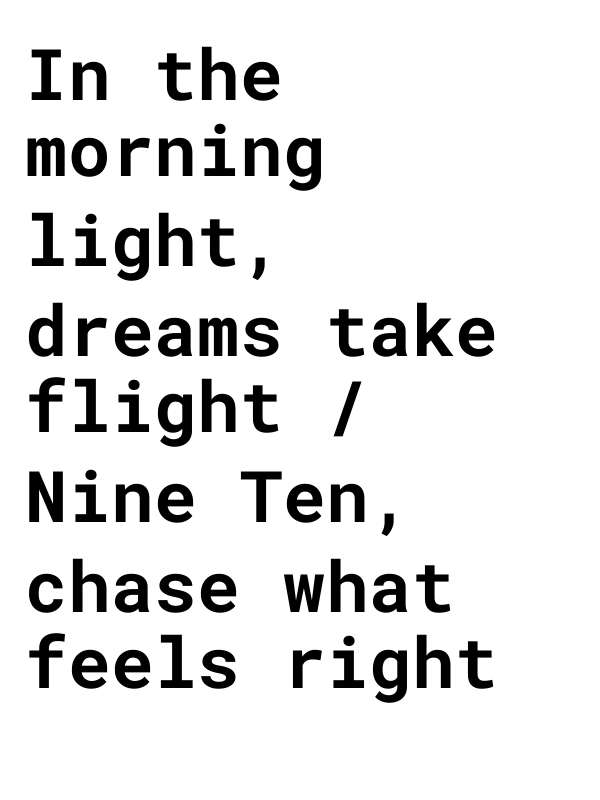 In the
morning
light,
dreams take
flight /
Nine Ten,
chase what
feels right